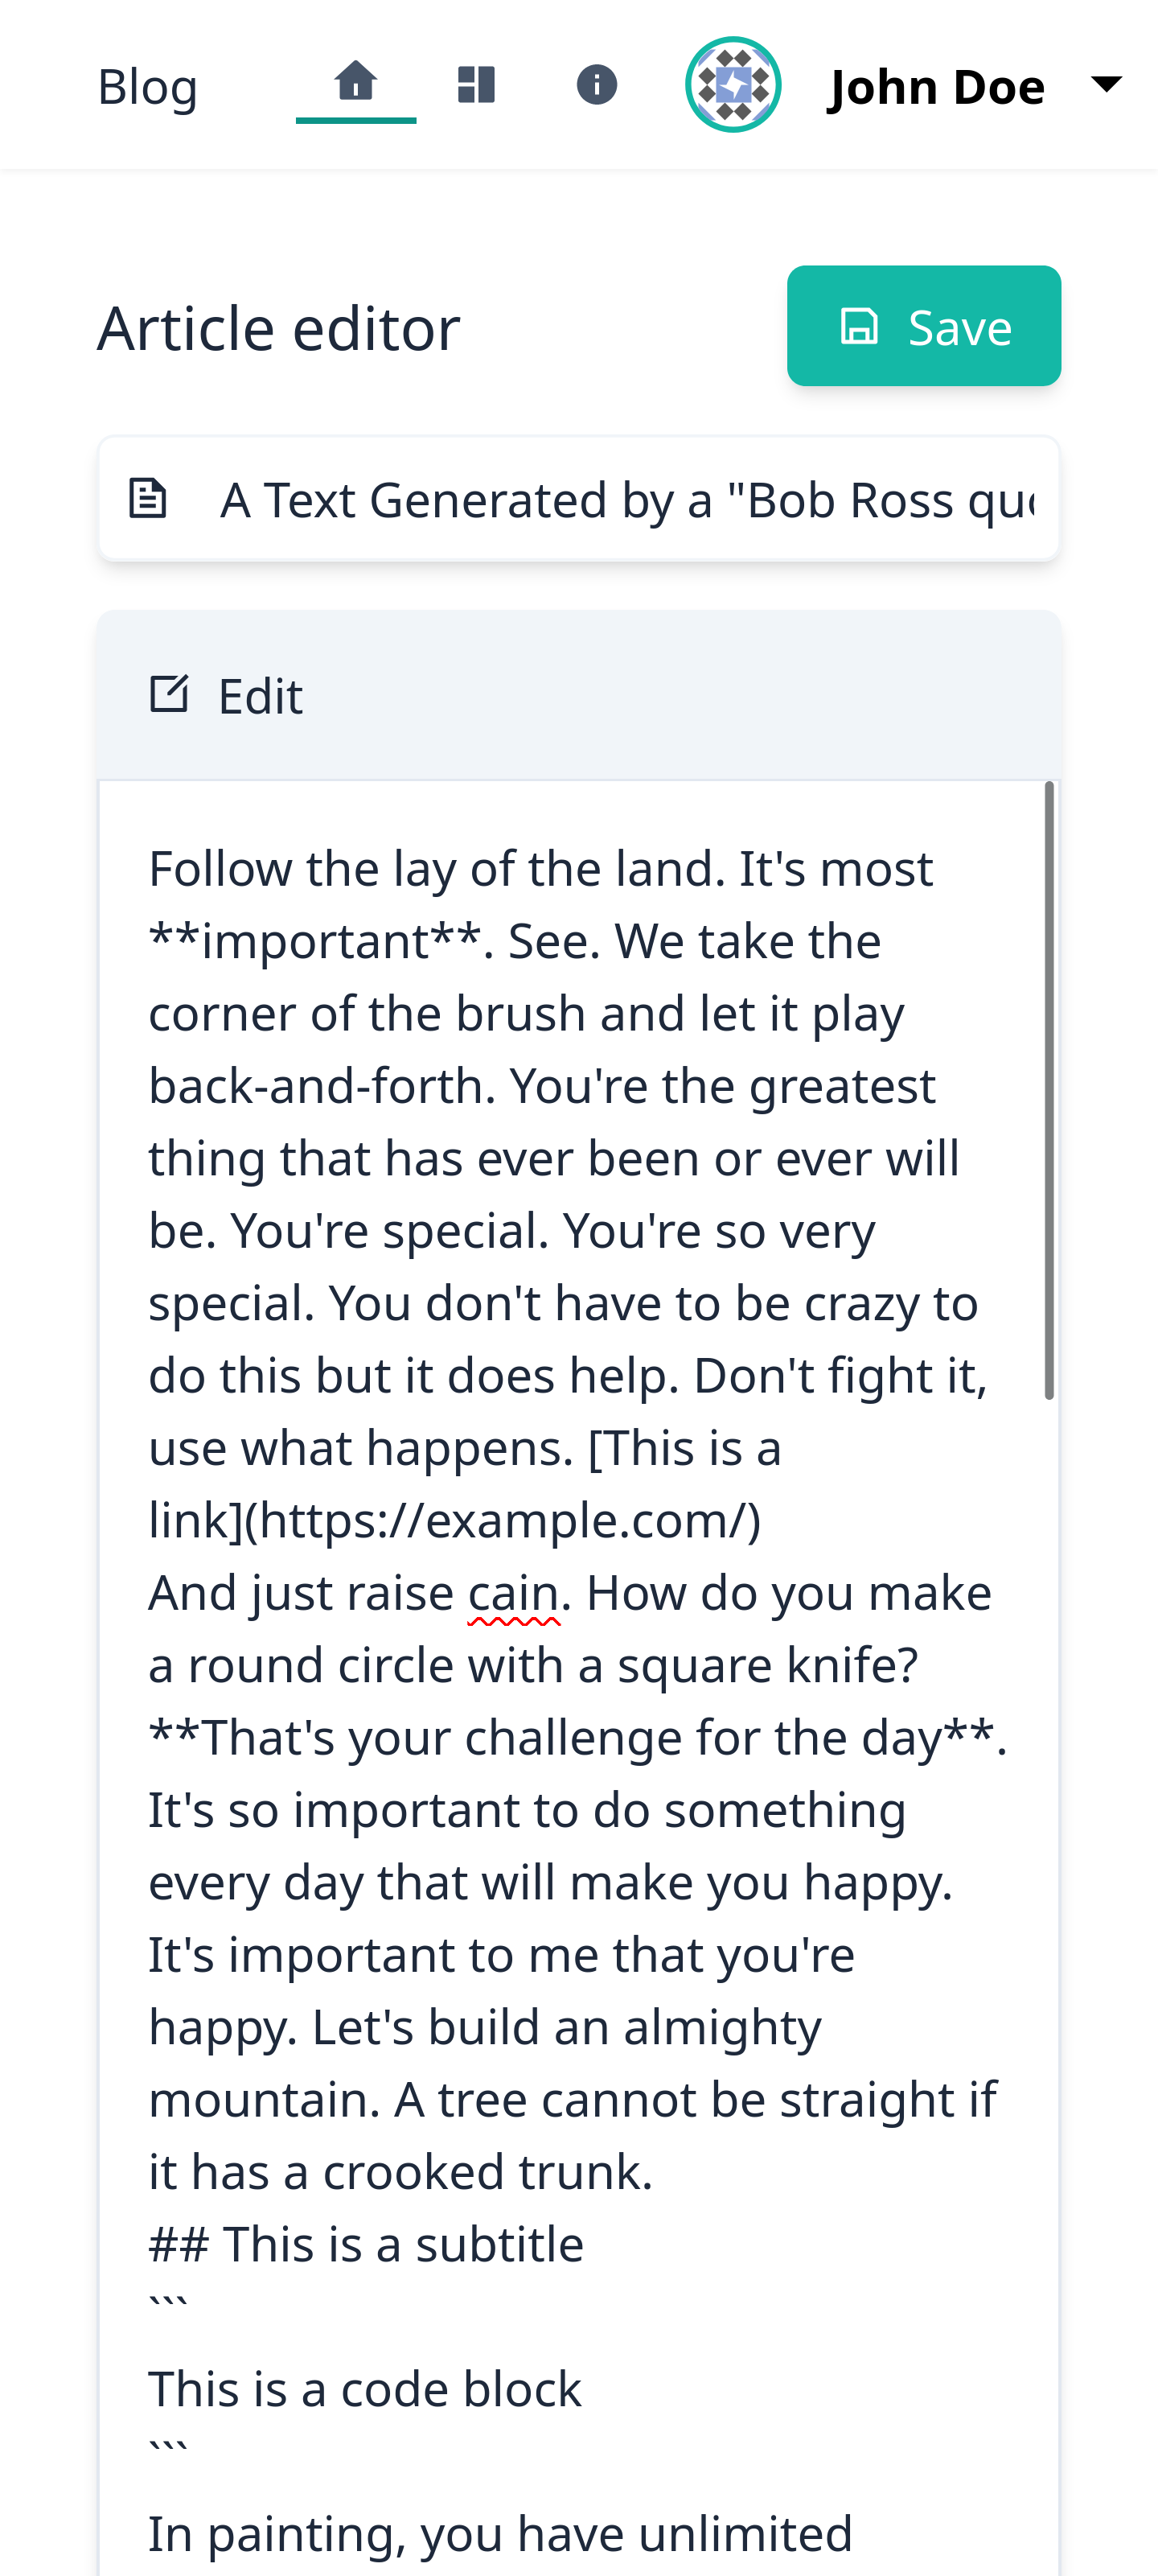 Blog
John Doe
Article editor
Save
A Text Generated by a "Bob Ross
Edit
Follow the lay of the land. It's most
**important**. See. We take the
corner of the brush and let it play
back-and-forth. You're the greatest
thing that has ever been or ever will
be. You're special. You're so very
special. You don't have to be crazy to
do this but it does help. Don't fight it,
use what happens. [This is a
link](https://example.com/)
And just raise cain. How do you make
a round circle with a square knife?
**That's your challenge for the day**.
It's so important to do something
every day that will make you happy.
It's important to me that you're
happy. Let's build an almighty
mountain. A tree cannot be straight if
it has a crooked trunk.
## This is a subtitle
```
This is a code block
```
In painting, you have unlimited